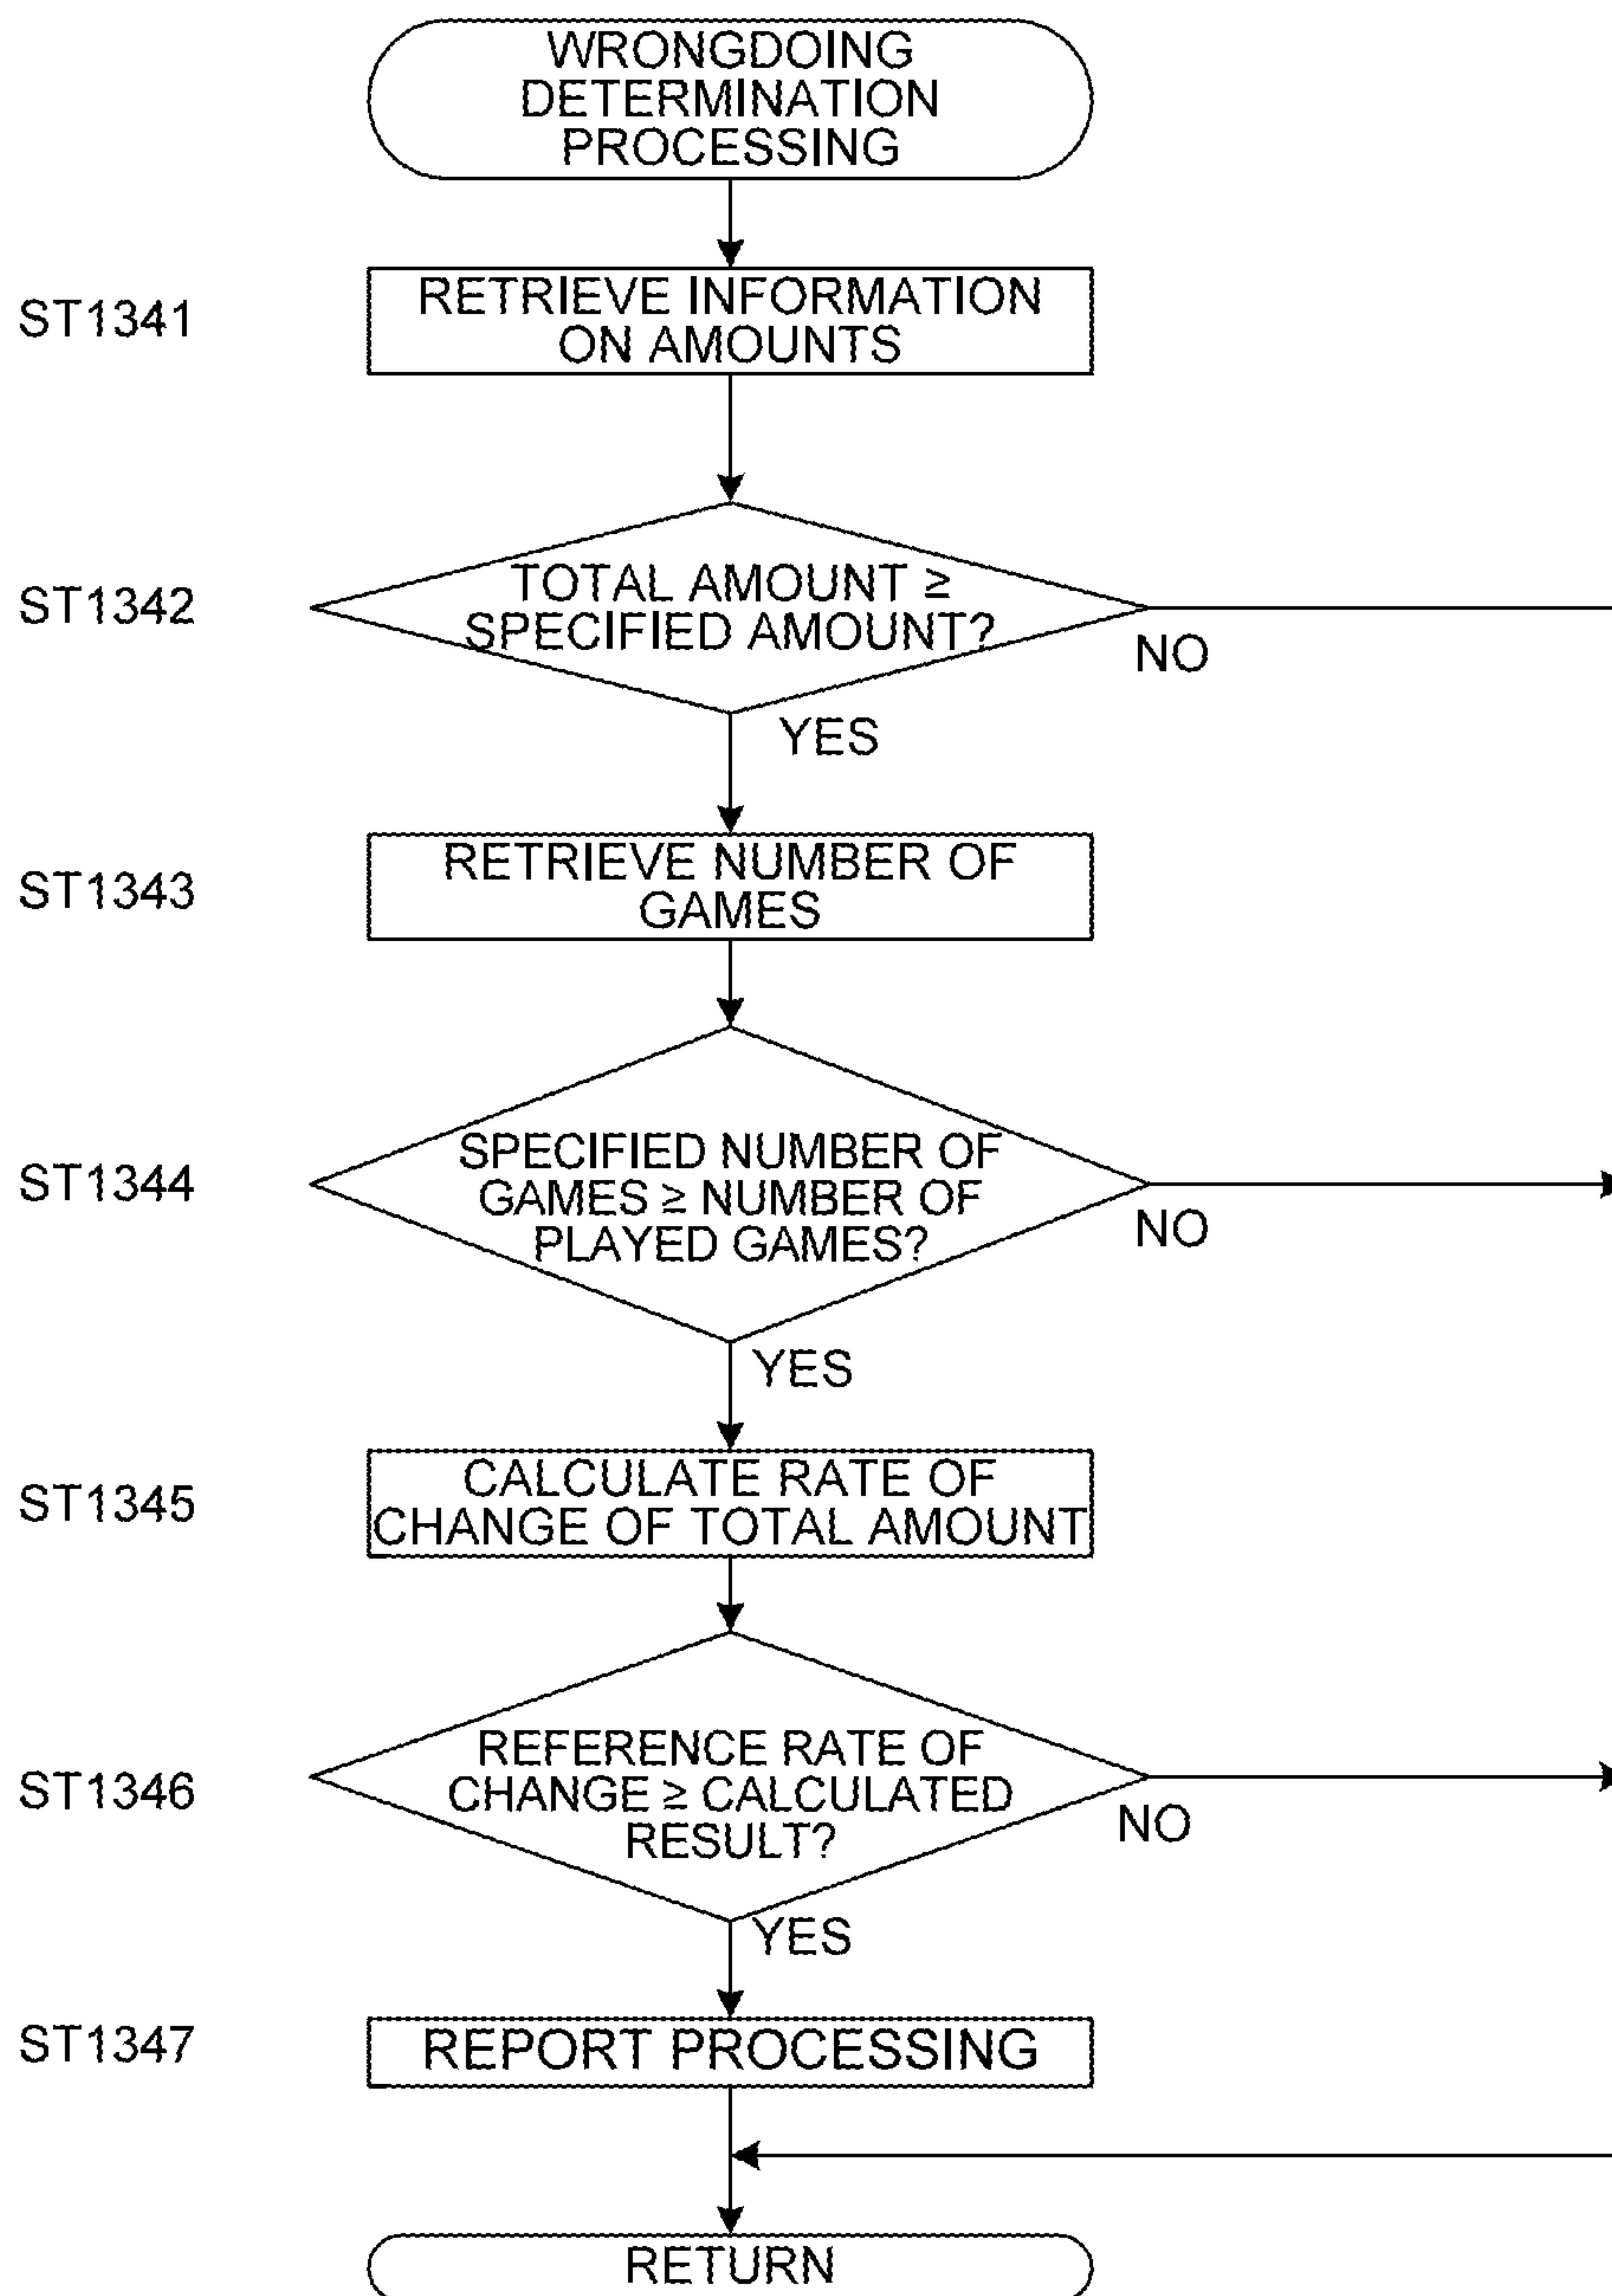 WRONGDOING
DETERMINATION
PROCESSING
ST1341
RETRIEVE INFORMATION
ON AMOUNTS
ST1342
TOTAL AMOUNT ≥
SPECIFIED AMOUNT?
NO
YES
ST1343
RETRIEVE NUMBER OF
GAMES
ST1344
SPECIFIED NUMBER OF
GAMES ≥ NUMBER OF
PLAYED GAMES?
NO
YES
ST1345
CALCULATE RATE OF
CHANGE OF TOTAL AMOUNT
ST1346
REFERENCE RATE OF
CHANGE ≥ CALCULATED
RESULT?
NO
YES
ST1347
REPORT PROCESSING
RETURN